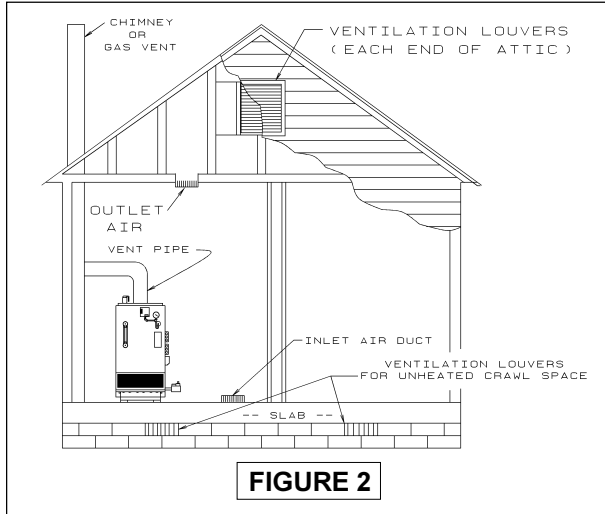 CHIMNEY
OR
GAS VENT
VENTILATION LOUVERS
(EACH END OF ATTIC)
OUTLET
AIR
VENT PIPE
INLET AIR DUCT
VENTILATION LOUVERS
FOR UNHEATED CRAWL SPACE
-- SLAB --
FIGURE 2